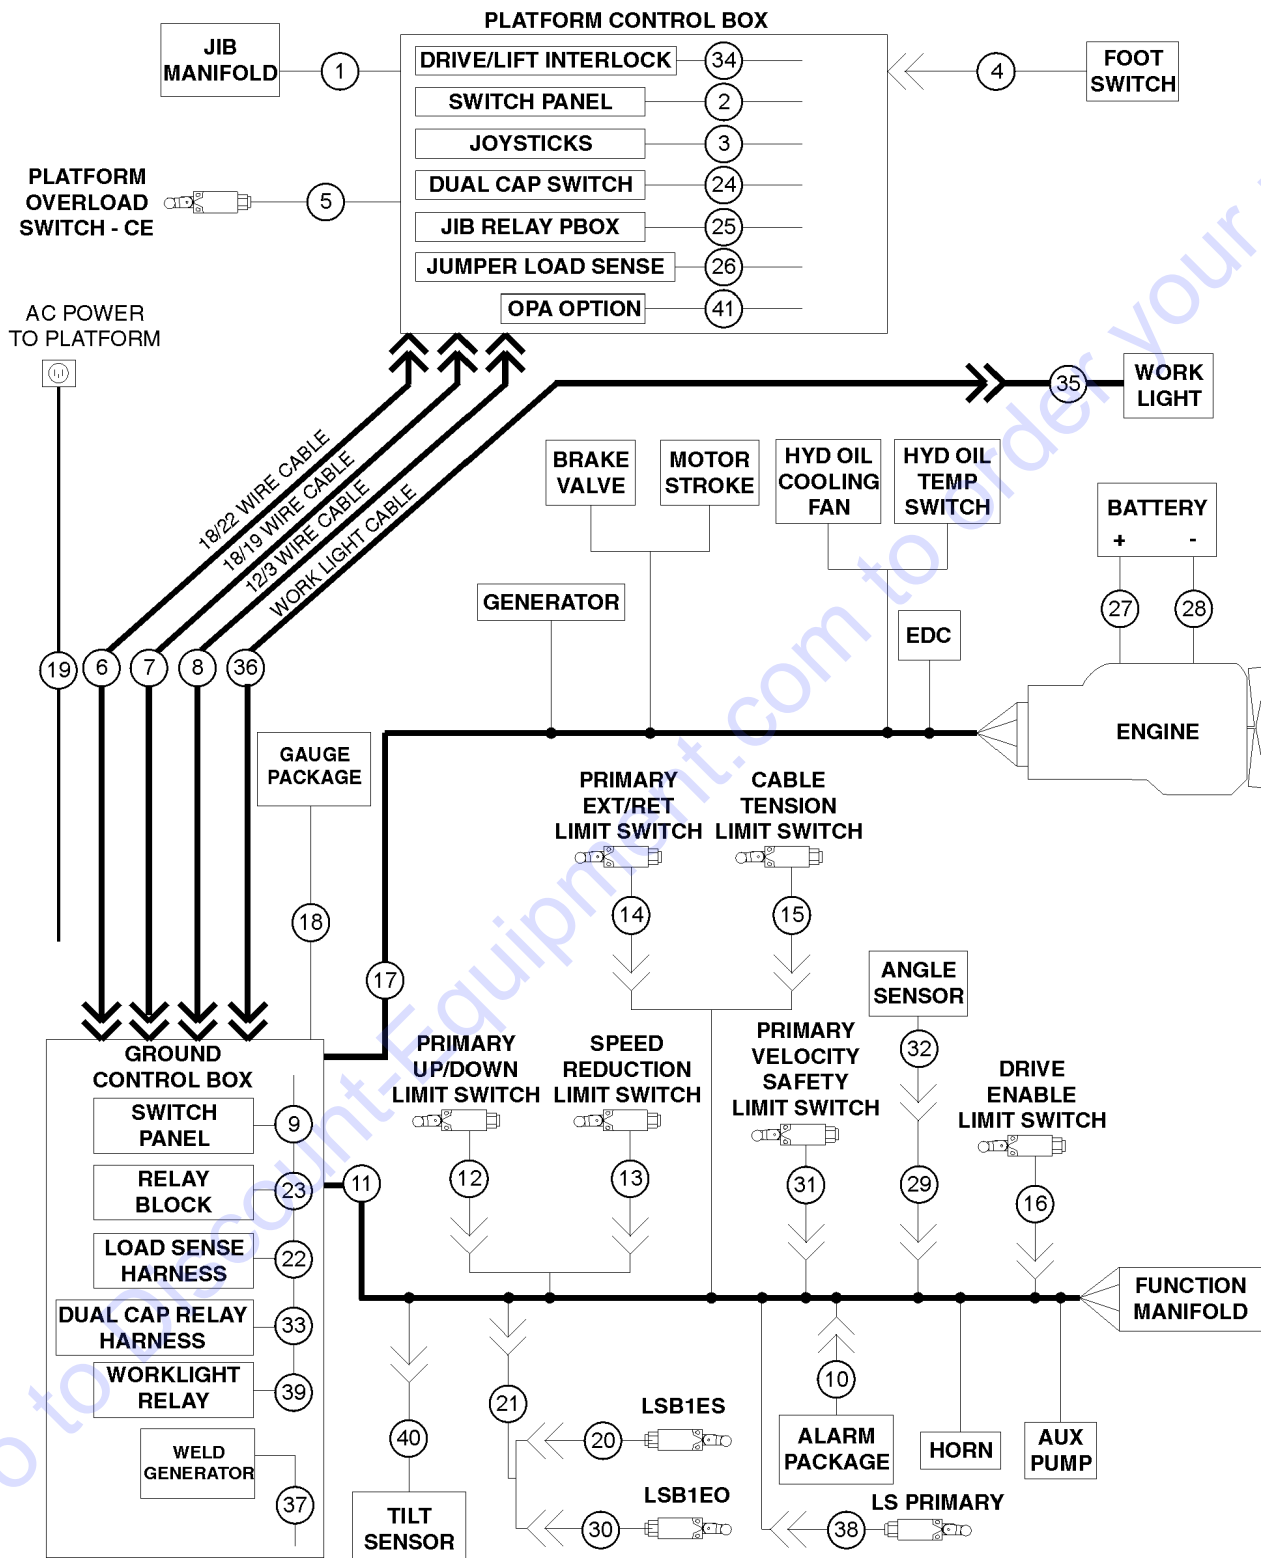 PLATFORM CONTROL BOX
JIB
MANIFOLD
1
DRIVE/LIFT INTERLOCK
34
SWITCH PANEL
2
JOYSTICKS
3
DUAL CAP SWITCH
24
JIB RELAY PBOX
25
JUMPER LOAD SENSE
26
OPA OPTION
41
4
FOOT
SWITCH
PLATFORM
OVERLOAD
SWITCH - CE
5
AC POWER
TO PLATFORM
18/22 WIRE CABLE
18/19 WIRE CABLE
12/3 WIRE CABLE
WORK LIGHT CABLE
35
WORK
LIGHT
BRAKE
VALVE
MOTOR
STROKE
HYD OIL
COOLING
FAN
HYD OIL
TEMP
SWITCH
BATTERY
+ -
27
28
GENERATOR
EDC
19
6
7
8
36
ENGINE
GAUGE
PACKAGE
18
17
PRIMARY
EXT/RET
LIMIT SWITCH
14
CABLE
TENSION
LIMIT SWITCH
15
ANGLE
SENSOR
32
29
GROUND
CONTROL BOX
SWITCH
PANEL
9
RELAY
BLOCK
23
LOAD SENSE
HARNESS
22
DUAL CAP RELAY
HARNESS
33
WORKLIGHT
RELAY
39
WELD
GENERATOR
37
11
PRIMARY
UP/DOWN
LIMIT SWITCH
12
SPEED
REDUCTION
LIMIT SWITCH
13
PRIMARY
VELOCITY
SAFETY
LIMIT SWITCH
31
DRIVE
ENABLE
LIMIT SWITCH
16
FUNCTION
MANIFOLD
40
TILT
SENSOR
21
20
LSB1ES
30
LSB1EO
10
ALARM
PACKAGE
HORN
AUX
PUMP
38
LS PRIMARY
o to Discount-Equipment.com to order your